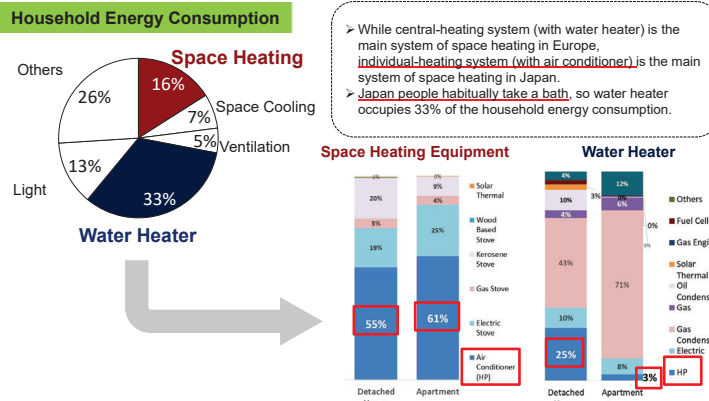 Household Energy Consumption
Space Heating
Others
16%
26%
Space Cooling
7%
5%
Ventilation
13%
Light
33%
Water Heater
➢ While central-heating system (with water heater) is the
main system of space heating in Europe,
individual-heating system (with air conditioner) is the main
system of space heating in Japan.
➢ Japan people habitually take a bath, so water heater
occupies 33% of the household energy consumption.
Space Heating Equipment
0%
20%
5%
19%
55%
0%
9%
4%
25%
61%
Detached
Apartment
Solar
Thermal
Wood
Based
Stove
Kerosene
Stove
Gas Stove
Electric
Stove
Air
Conditioner
(HP)
Water Heater
4%
3%
10%
4%
43%
10%
25%
12%
0%
6%
0%
0%
71%
8%
3%
Detached
Apartment
Others
Fuel Cell
Gas Engi
Solar
Thermal
Oil
Condens
Gas
Gas
Condens
Electric
HP